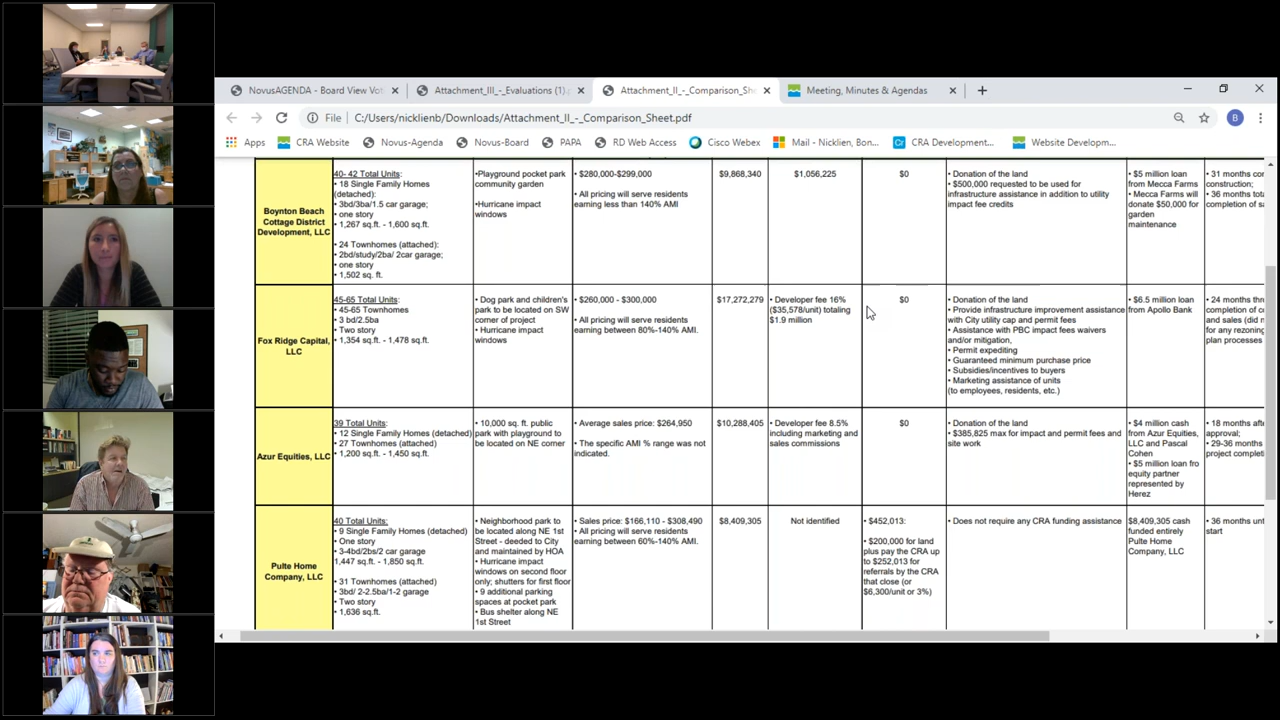 NovusAGENDA - Board View Vot
Attachment_III_-_Evaluations (1).p
Attachment_II_-_Comparison_She
Meeting, Minutes & Agendas
File
C:/Users/nicklienb/Downloads/Attachment_II_-_Comparison_Sheet.pdf
B
Apps
CRA Website
Novus-Agenda
Novus-Board
PAPA
RD Web Access
Cisco Webex
Mail - Nicklien, Bon...
CRA Development...
Website Developm...
Boynton Beach
Cottage District
Development, LLC
40- 42 Total Units:
• 18 Single Family Homes
(detached):
• 3bd/3ba/1.5 car garage;
• one story
• 1,267 sq.ft. - 1,600 sq.ft.
• 24 Townhomes (attached):
• 2bd/study/2ba/ 2car garage;
• one story
• 1,502 sq. ft.
•Playground pocket park
community garden
•Hurricane impact
windows
• $280,000-$299,000
• All pricing will serve residents
earning less than 140% AMI
$9,868,340
$1,056,225
$0
• Donation of the land
• $500,000 requested to be used for
infrastructure assistance in addition to utility
impact fee credits
• $5 million loan
from Mecca Farms
• Mecca Farms will
donate $50,000 for
garden
maintenance
• 31 months co
construction;
• 36 months tot
completion of sa
Fox Ridge Capital,
LLC
45-65 Total Units:
• 45-65 Townhomes
• 3 bd/2.5ba
• Two story
• 1,354 sq.ft. - 1,478 sq.ft.
• Dog park and children's
park to be located on SW
corner of project
• Hurricane impact
windows
• $260,000 - $300,000
• All pricing will serve residents
earning between 80%-140% AMI.
$17,272,279
• Developer fee 16%
($35,578/unit) totaling
$1.9 million
$0
• Donation of the land
• Provide infrastructure improvement assistance
with City utility cap and permit fees
• Assistance with PBC impact fees waivers
and/or mitigation,
• Permit expediting
• Guaranteed minimum purchase price
• Subsidies/incentives to buyers
• Marketing assistance of units
(to employees, residents, etc.)
• $6.5 million loan
from Apollo Bank
• 24 months thr
completion of c
and sales (did n
for any rezoning
plan processes
Azur Equities, LLC
39 Total Units:
• 12 Single Family Homes (detached)
• 27 Townhomes (attached)
• 1,200 sq.ft. - 1,450 sq.ft.
• 10,000 sq. ft. public
park with playground to
be located on NE corner
• Average sales price: $264,950
• The specific AMI % range was not
indicated.
$10,288,405
• Developer fee 8.5%
including marketing and
sales commissions
$0
• Donation of the land
• $385,825 max for impact and permit fees and
site work
• $4 million cash
from Azur Equities,
LLC and Pascal
Cohen
• $5 million loan fro
equity partner
represented by
Herez
• 18 months aft
approval;
• 29-36 months
project completi
Pulte Home
Company, LLC
40 Total Units:
• 9 Single Family Homes (detached)
• One story
• 3-4bd/2bs/2 car garage
1,447 sq.ft. - 1,850 sq.ft.
• 31 Townhomes (attached)
• 3bd/ 2-2.5ba/1-2 garage
• Two story
• 1,636 sq.ft.
• Neighborhood park to
be located along NE 1st
Street - deeded to City
and maintained by HOA
• Hurricane impact
windows on second floor
only; shutters for first floor
• 9 additional parking
spaces at pocket park
• Bus shelter along NE
1st Street
• Sales price: $166,110 - $308,490
• All pricing will serve residents
earning between 60%-140% AMI.
$8,409,305
Not identified
• $452,013:
• $200,000 for land
plus pay the CRA up
to $252,013 for
referrals by the CRA
that close (or
$6,300/unit or 3%)
• Does not require any CRA funding assistance
$8,409,305 cash
funded entirely
Pulte Home
Company, LLC
• 36 months unt
start